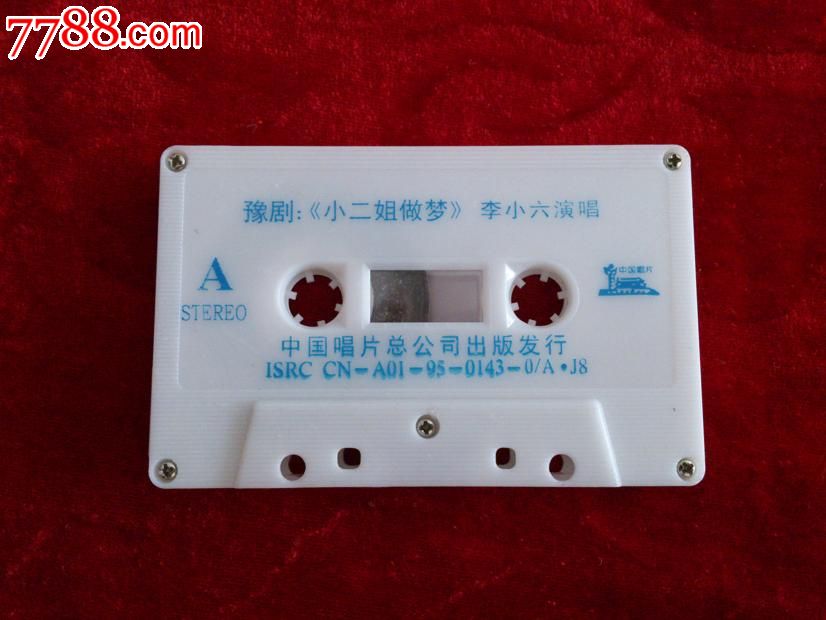 7788.com
豫剧:《小二姐做梦》 李小六演唱
A
STEREO
中国唱片
中国唱片总公司出版发行
ISRC CN-A01-95-0143-0/A·J8